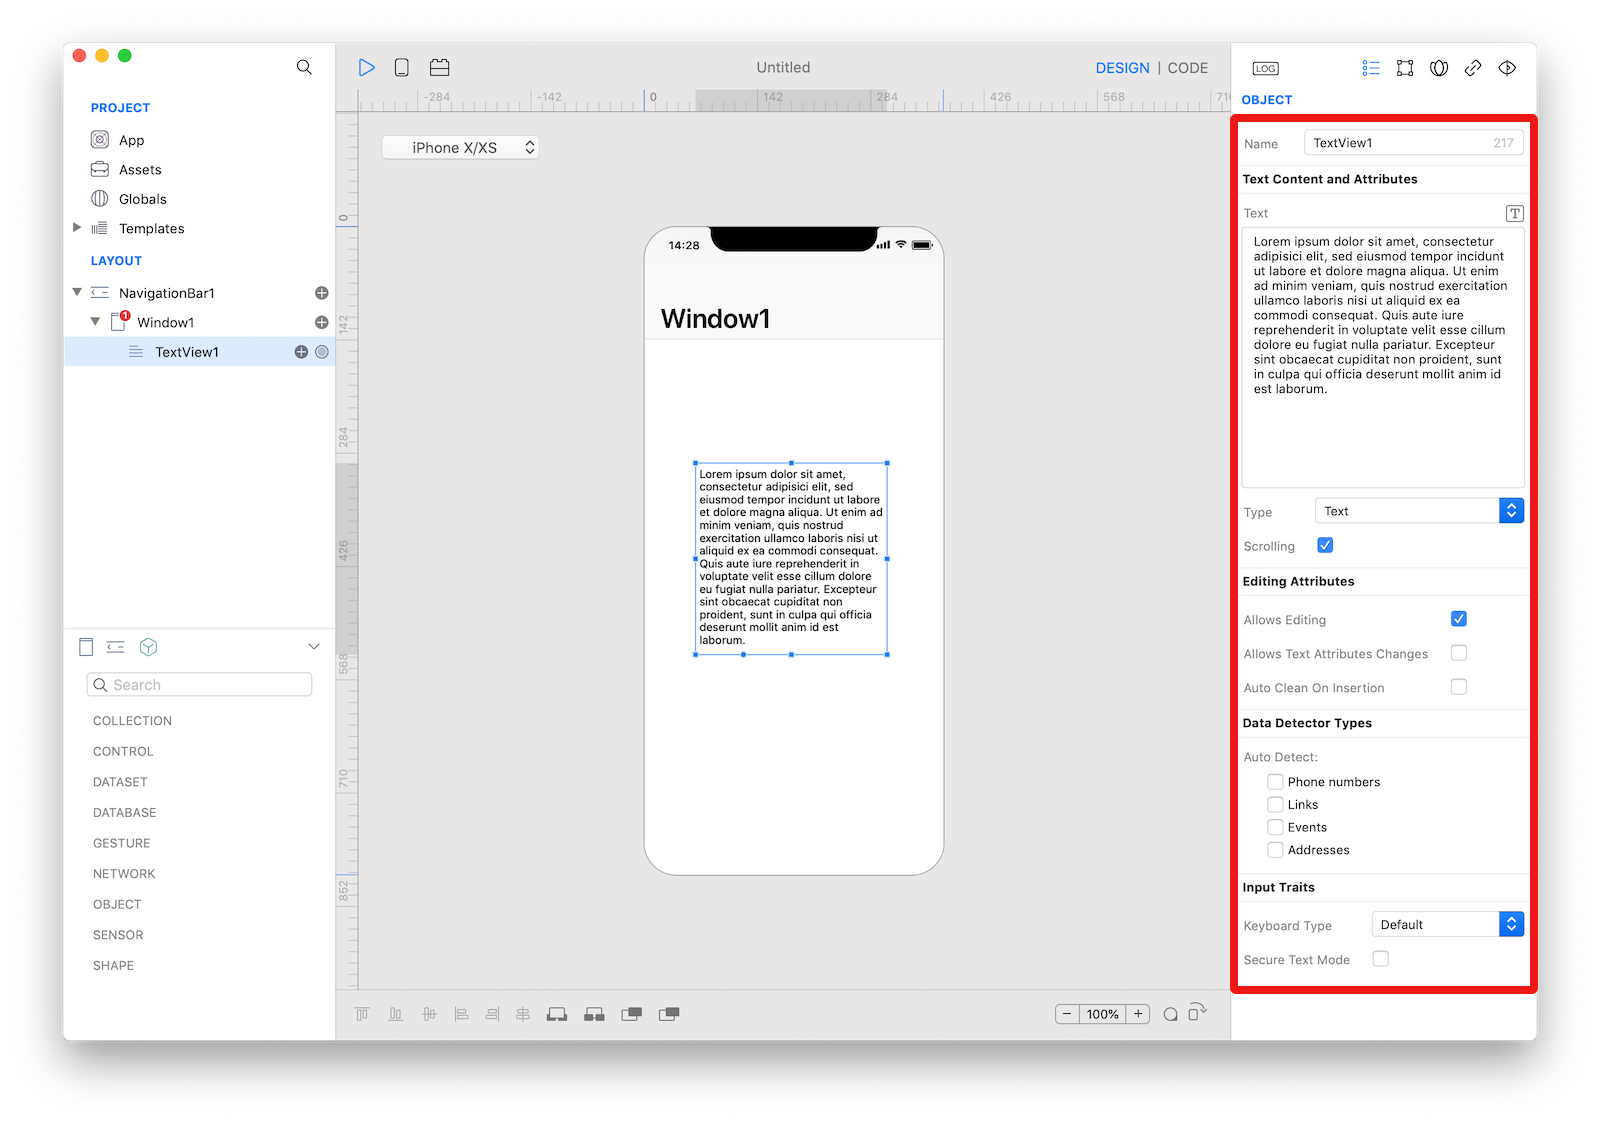 Untitled
DESIGN | CODE
LOG
PROJECT
App
Assets
Globals
Templates
LAYOUT
NavigationBar1
1
Window1
TextView1
Search
COLLECTION
CONTROL
DATASET
DATABASE
GESTURE
NETWORK
OBJECT
SENSOR
SHAPE
-284 -142 0 142 284 426 568 710
0
142
284
426
568
710
852
iPhone X/XS
14:28
Window1
Lorem ipsum dolor sit amet,
consectetur adipisici elit, sed
eiusmod tempor incidunt ut labore
et dolore magna aliqua. Ut enim ad
minim veniam, quis nostrud
exercitation ullamco laboris nisi ut
aliquid ex ea commodi consequat.
Quis aute iure reprehenderit in
voluptate velit esse cillum dolore
eu fugiat nulla pariatur. Excepteur
sint obcaecat cupiditat non
proident, sunt in culpa qui officia
deserunt mollit anim id est
laborum.
100%
OBJECT
Name TextView1 217
Text Content and Attributes
Text T
Lorem ipsum dolor sit amet, consectetur
adipisici elit, sed eiusmod tempor incidunt
ut labore et dolore magna aliqua. Ut enim
ad minim veniam, quis nostrud exercitation
ullamco laboris nisi ut aliquid ex ea
commodi consequat. Quis aute iure
reprehenderit in voluptate velit esse cillum
dolore eu fugiat nulla pariatur. Excepteur
sint obcaecat cupiditat non proident, sunt
in culpa qui officia deserunt mollit anim id
est laborum.
Type Text
Scrolling
Editing Attributes
Allows Editing
Allows Text Attributes Changes
Auto Clean On Insertion
Data Detector Types
Auto Detect:
Phone numbers
Links
Events
Addresses
Input Traits
Keyboard Type Default
Secure Text Mode